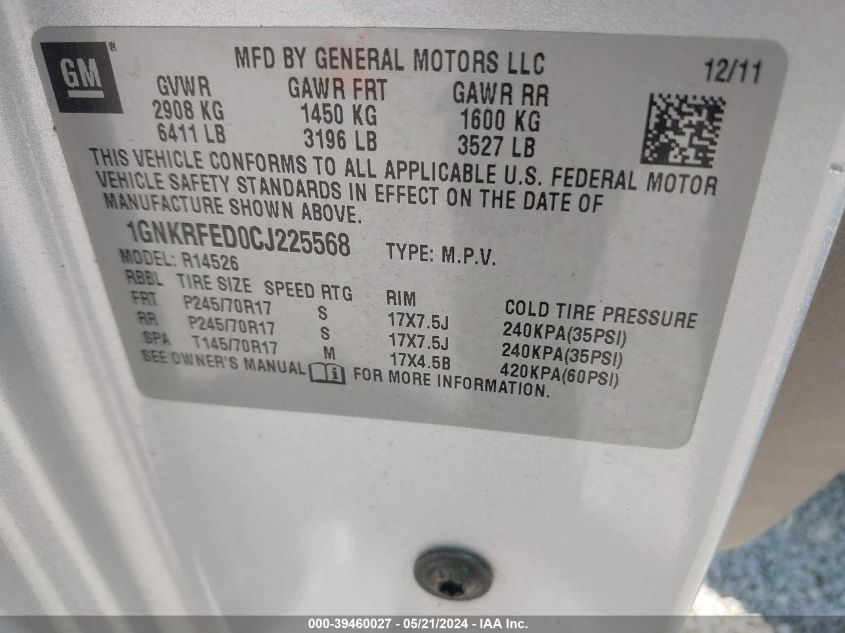 GM®
MFD BY GENERAL MOTORS LLC 12/11
GVWR GAWR FRT GAWR RR
2908 KG 1450 KG 1600 KG
6411 LB 3196 LB 3527 LB
THIS VEHICLE CONFORMS TO ALL APPLICABLE U.S. FEDERAL MOTOR
VEHICLE SAFETY STANDARDS IN EFFECT ON THE DATE OF
MANUFACTURE SHOWN ABOVE.
1GNKRFED0CJ225568 TYPE: M.P.V.
MODEL: R14526
RBBL TIRE SIZE SPEED RTG RIM COLD TIRE PRESSURE
FRT P245/70R17 S 17X7.5J 240KPA(35PSI)
RR P245/70R17 S 17X7.5J 240KPA(35PSI)
SPA T145/70R17 M 17X4.5B 420KPA(60PSI)
SEE OWNER'S MANUAL i FOR MORE INFORMATION.
000-39460027 - 05/21/2024 - IAA Inc.